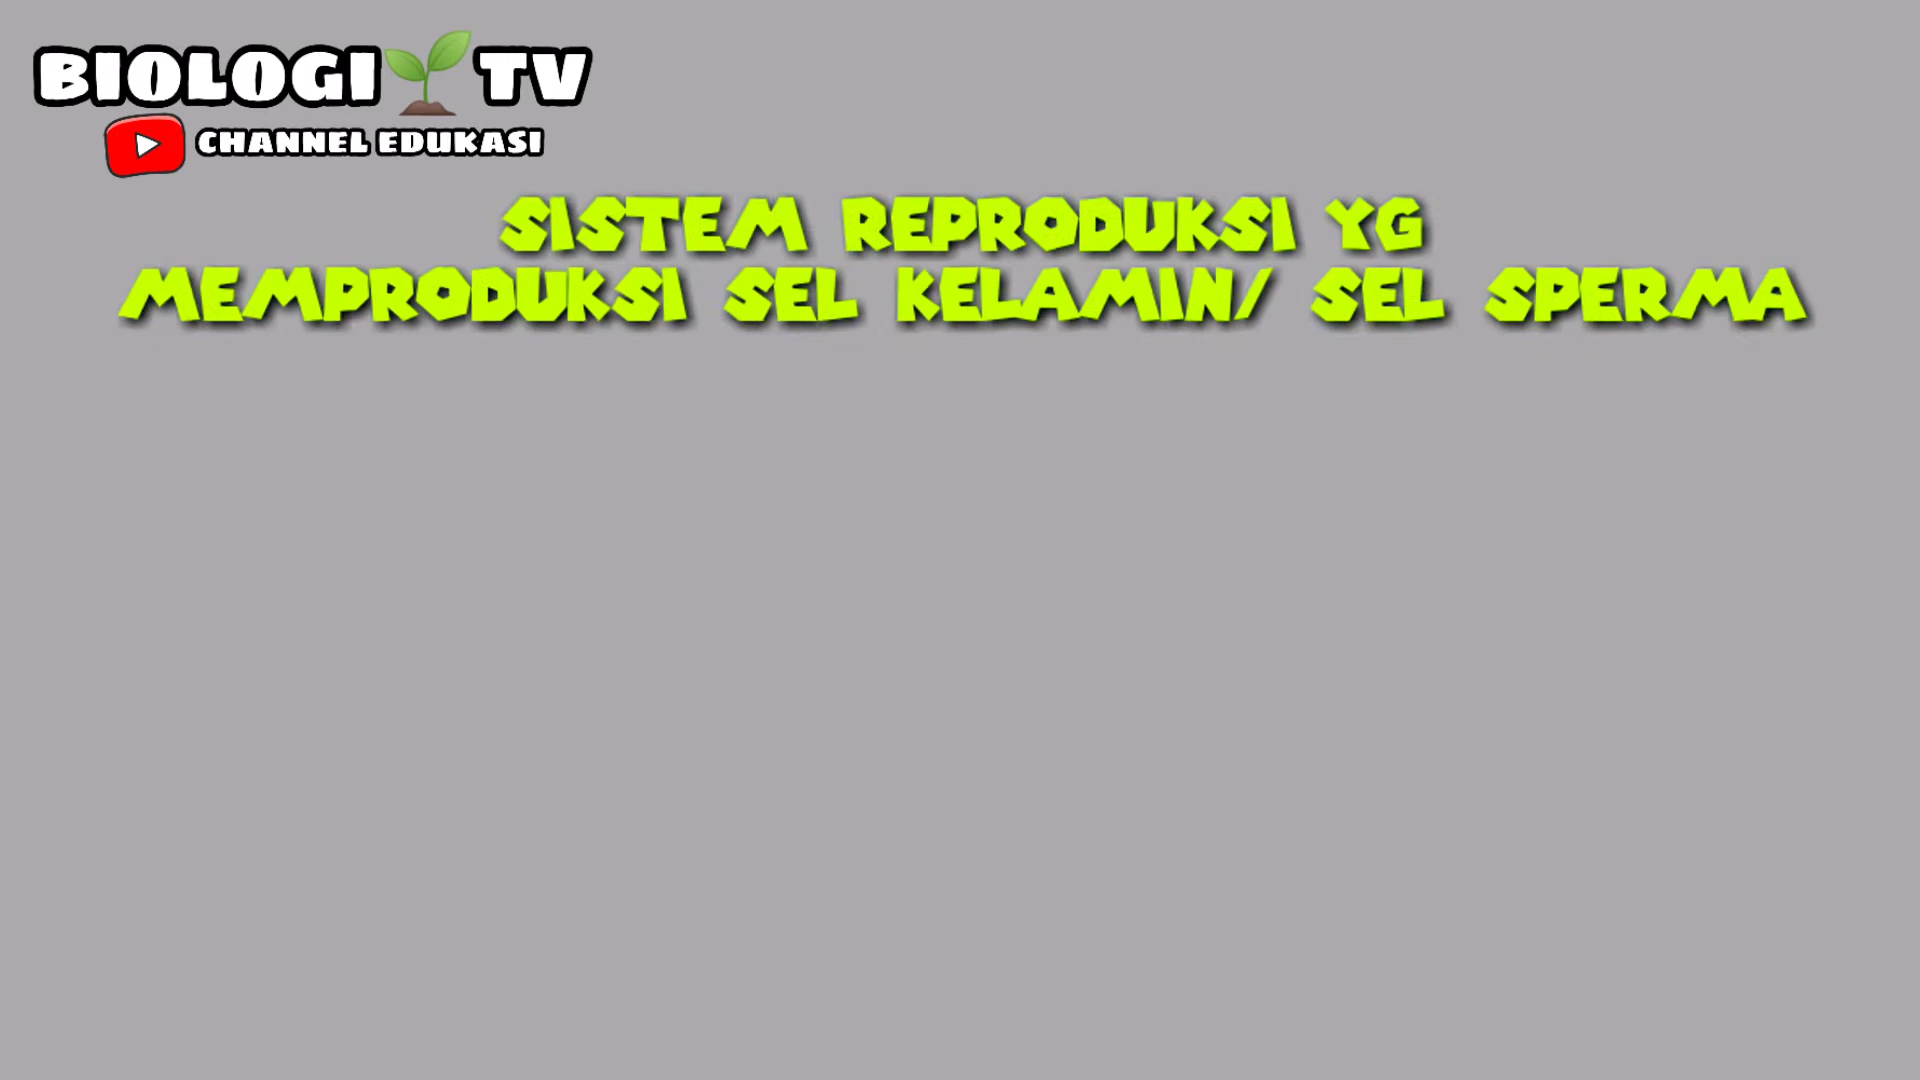 BIOLOGI TV
CHANNEL EDUKASI
SISTEM REPRODUKSI YG
MEMPRODUKSI SEL KELAMIN/ SEL SPERMA